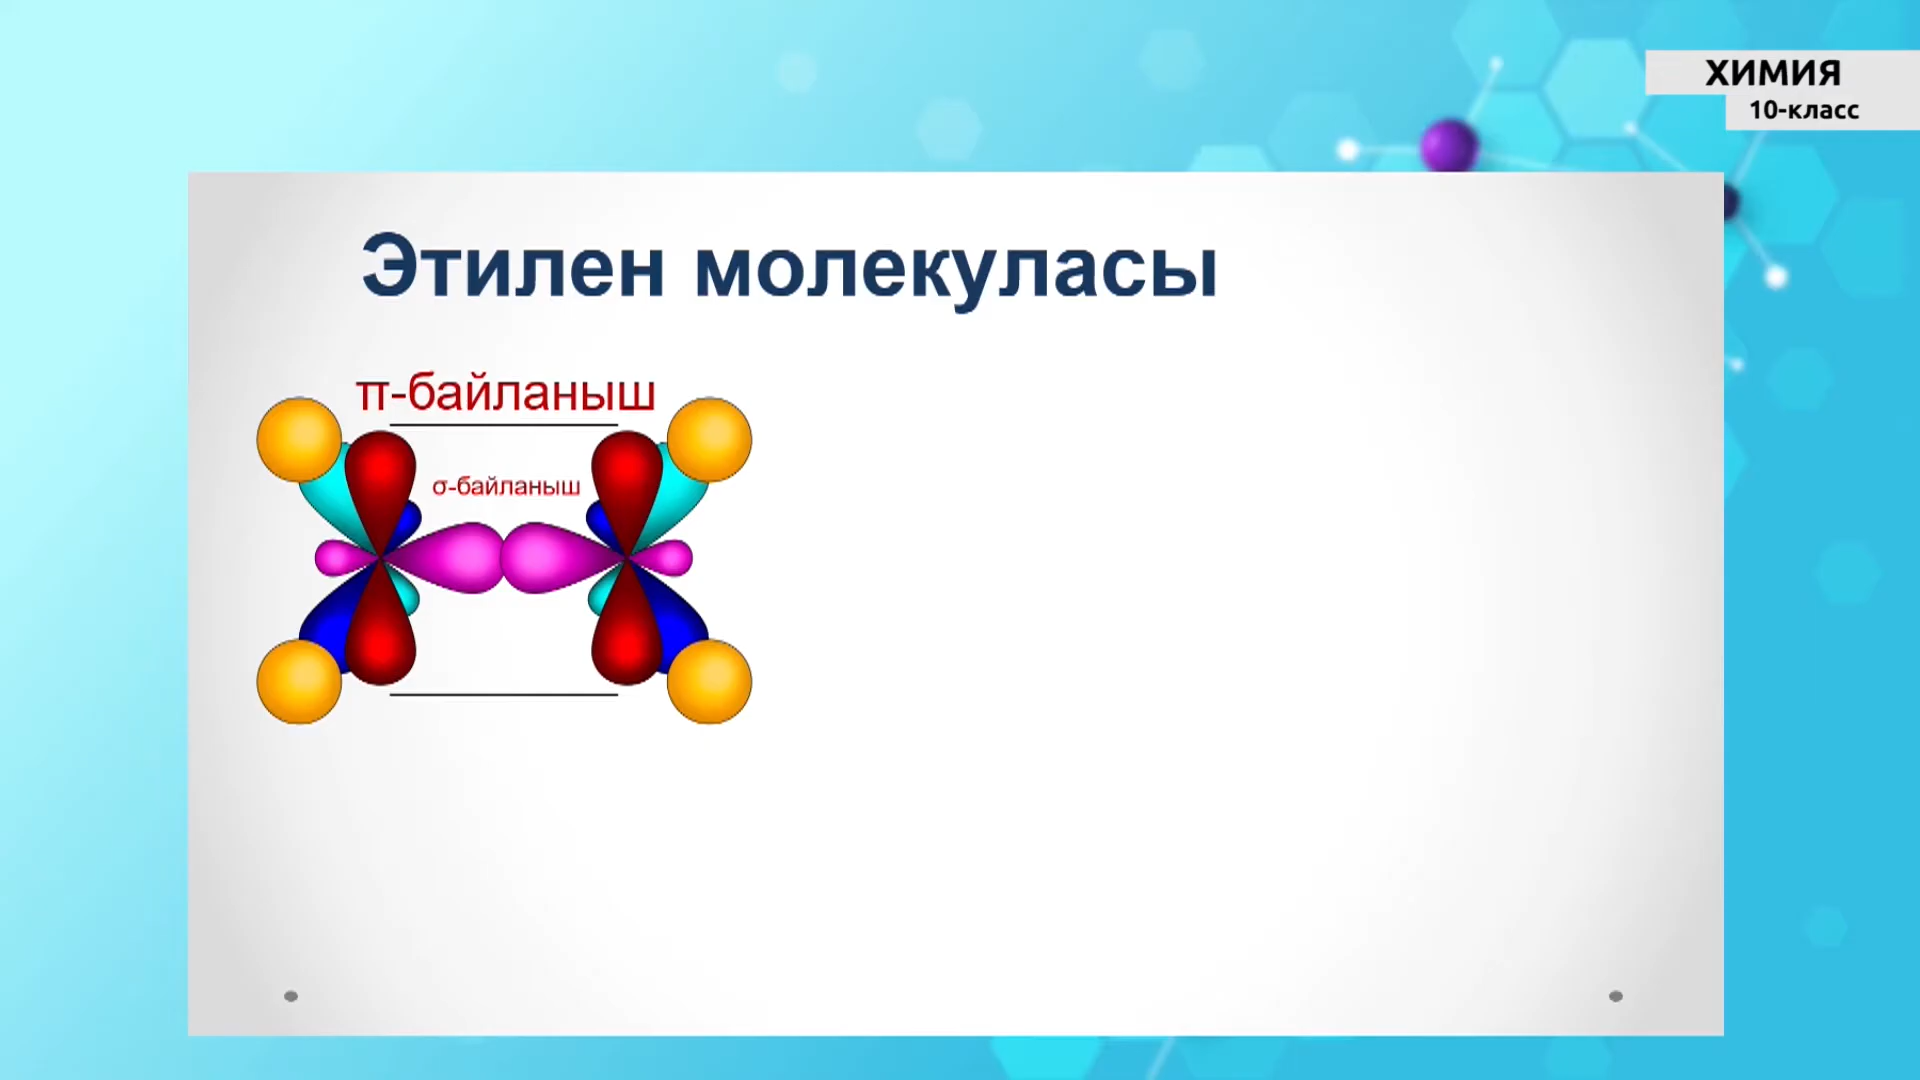 ХИМИЯ
10-класс
Этилен молекуласы
π-байланыш
σ-байланыш